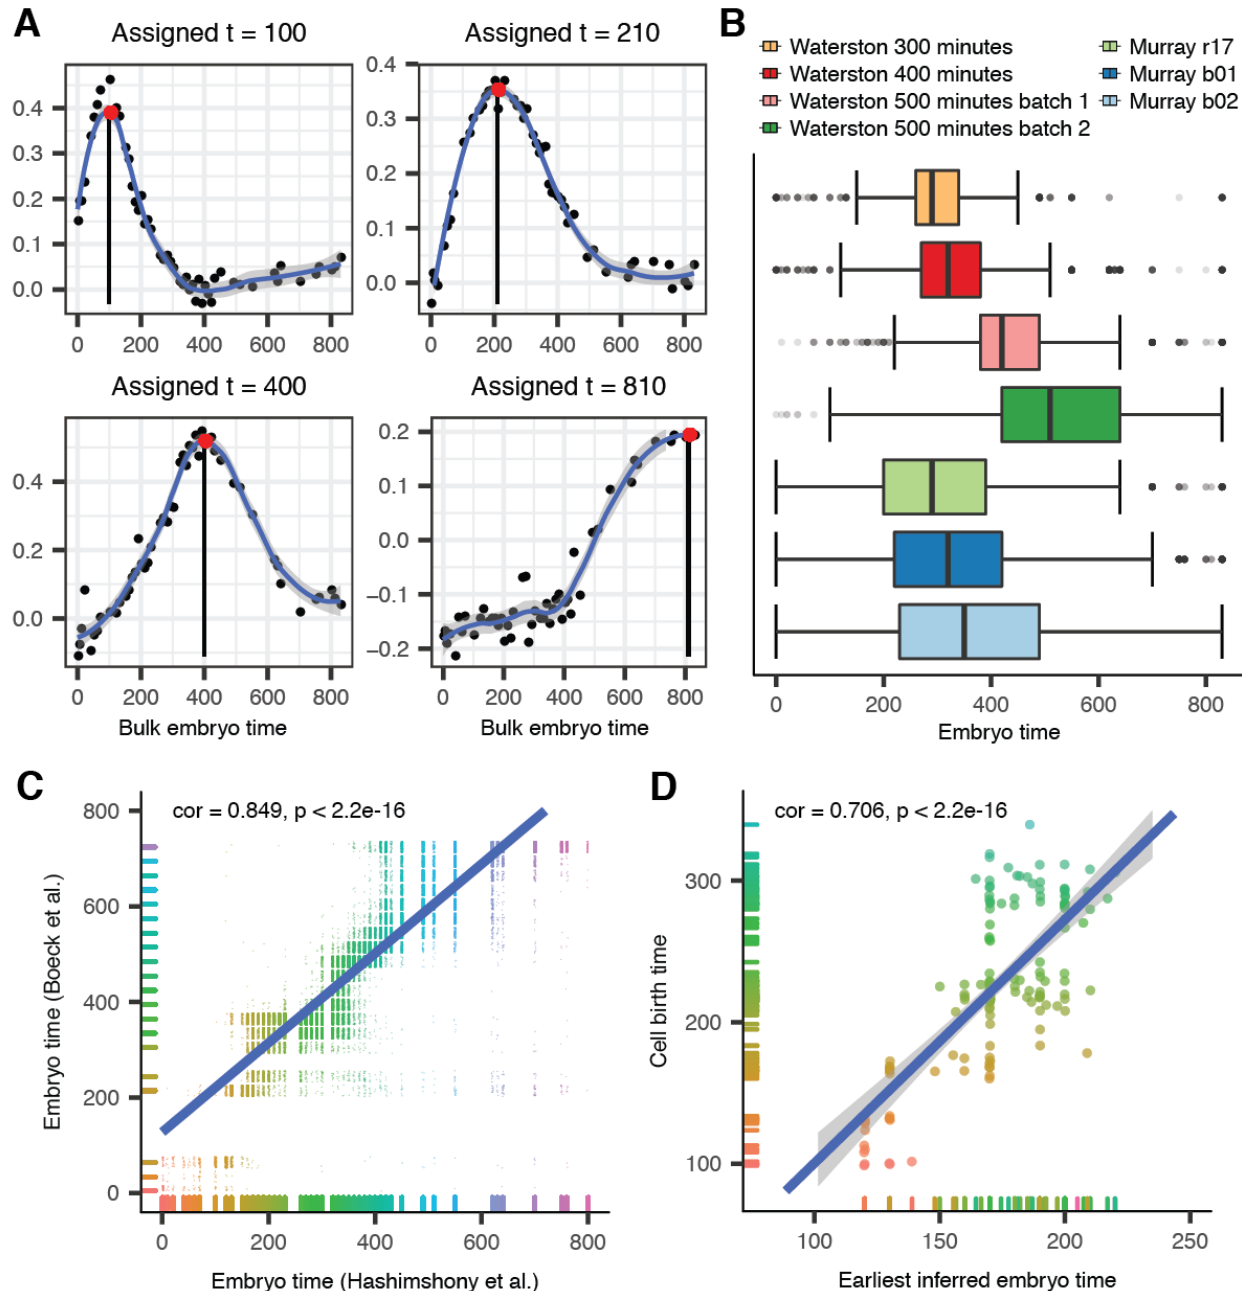 A
Assigned t = 100
Assigned t = 210
0.4
0.3
0.2
0.1
0.0
0 200 400 600 800
0.4
0.3
0.2
0.1
0.0
0 200 400 600 800
Assigned t = 400
Assigned t = 810
0.4
0.2
0.0
0 200 400 600 800
Bulk embryo time
0.2
0.1
0.0
−0.1
−0.2
0 200 400 600 800
Bulk embryo time
B
Waterston 300 minutes
Waterston 400 minutes
Waterston 500 minutes batch 1
Waterston 500 minutes batch 2
Murray r17
Murray b01
Murray b02
0 200 400 600 800
Embryo time
C
cor = 0.849, p < 2.2e-16
Embryo time (Boeck et al.)
800
600
400
200
0
0 200 400 600 800
Embryo time (Hashimshony et al.)
D
cor = 0.706, p < 2.2e-16
Cell birth time
300
200
100
100 150 200 250
Earliest inferred embryo time